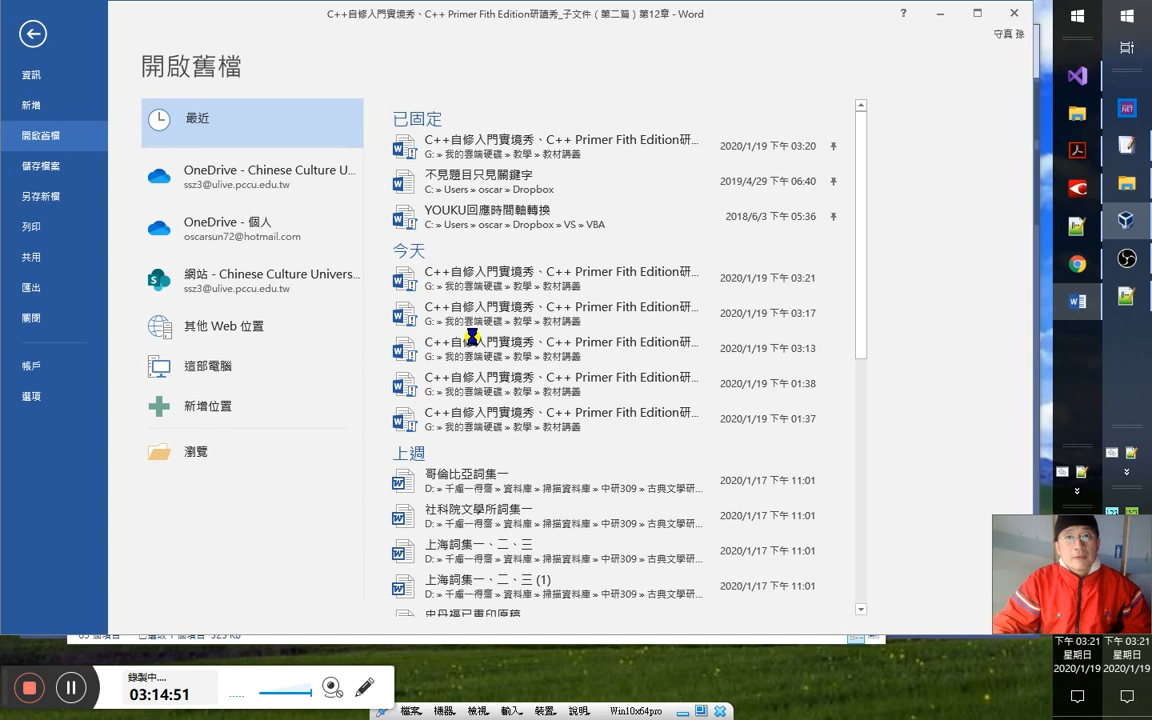 C++自修入門實境秀、C++ Primer Fith Edition研讀秀_子文件（第二篇）第12章 - Word
守真 孫
資訊
新增
開啟舊檔
儲存檔案
另存新檔
列印
共用
匯出
關閉
帳戶
選項
開啟舊檔
最近
OneDrive - Chinese Culture U...
ssz3@ulive.pccu.edu.tw
OneDrive - 個人
oscarsun72@hotmail.com
網站 - Chinese Culture Univers...
ssz3@ulive.pccu.edu.tw
其他 Web 位置
這部電腦
新增位置
瀏覽
已固定
C++自修入門實境秀、C++ Primer Fith Edition研... 2020/1/19 下午 03:20
G: » 我的雲端硬碟 » 教學 » 教材講義
不見題目只見關鍵字 2019/4/29 下午 06:40
C: » Users » oscar » Dropbox
YOUKU回應時間軸轉換 2018/6/3 下午 05:36
C: » Users » oscar » Dropbox » VS » VBA
今天
C++自修入門實境秀、C++ Primer Fith Edition研... 2020/1/19 下午 03:21
G: » 我的雲端硬碟 » 教學 » 教材講義
C++自修入門實境秀、C++ Primer Fith Edition研... 2020/1/19 下午 03:17
G: » 我的雲端硬碟 » 教學 » 教材講義
C++自修入門實境秀、C++ Primer Fith Edition研... 2020/1/19 下午 03:13
G: » 我的雲端硬碟 » 教學 » 教材講義
C++自修入門實境秀、C++ Primer Fith Edition研... 2020/1/19 下午 01:38
G: » 我的雲端硬碟 » 教學 » 教材講義
C++自修入門實境秀、C++ Primer Fith Edition研... 2020/1/19 下午 01:37
G: » 我的雲端硬碟 » 教學 » 教材講義
上週
哥倫比亞詞集一 2020/1/17 下午 11:01
D: » 千慮一得齋 » 資料庫 » 掃描資料庫 » 中研309 » 古典文學研...
社科院文學所詞集一 2020/1/17 下午 11:01
D: » 千慮一得齋 » 資料庫 » 掃描資料庫 » 中研309 » 古典文學研...
上海詞集一、二、三 2020/1/17 下午 11:01
D: » 千慮一得齋 » 資料庫 » 掃描資料庫 » 中研309 » 古典文學研...
上海詞集一、二、三 (1) 2020/1/17 下午 11:01
D: » 千慮一得齋 » 資料庫 » 掃描資料庫 » 中研309 » 古典文學研...
錄製中....
03:14:51
檔案 機器 檢視 輸入 裝置 說明 Win10x64pro
下午 03:21
星期日
2020/1/19
下午 03:21
星期日
2020/1/19